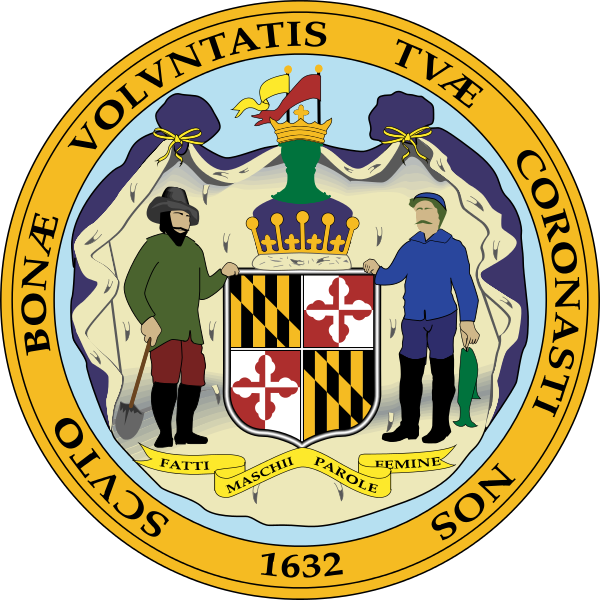 SCVTO BONÆ VOLVNTATIS TVÆ CORONASTI NOS
FATTI MASCHII PAROLE FEMINE
1632